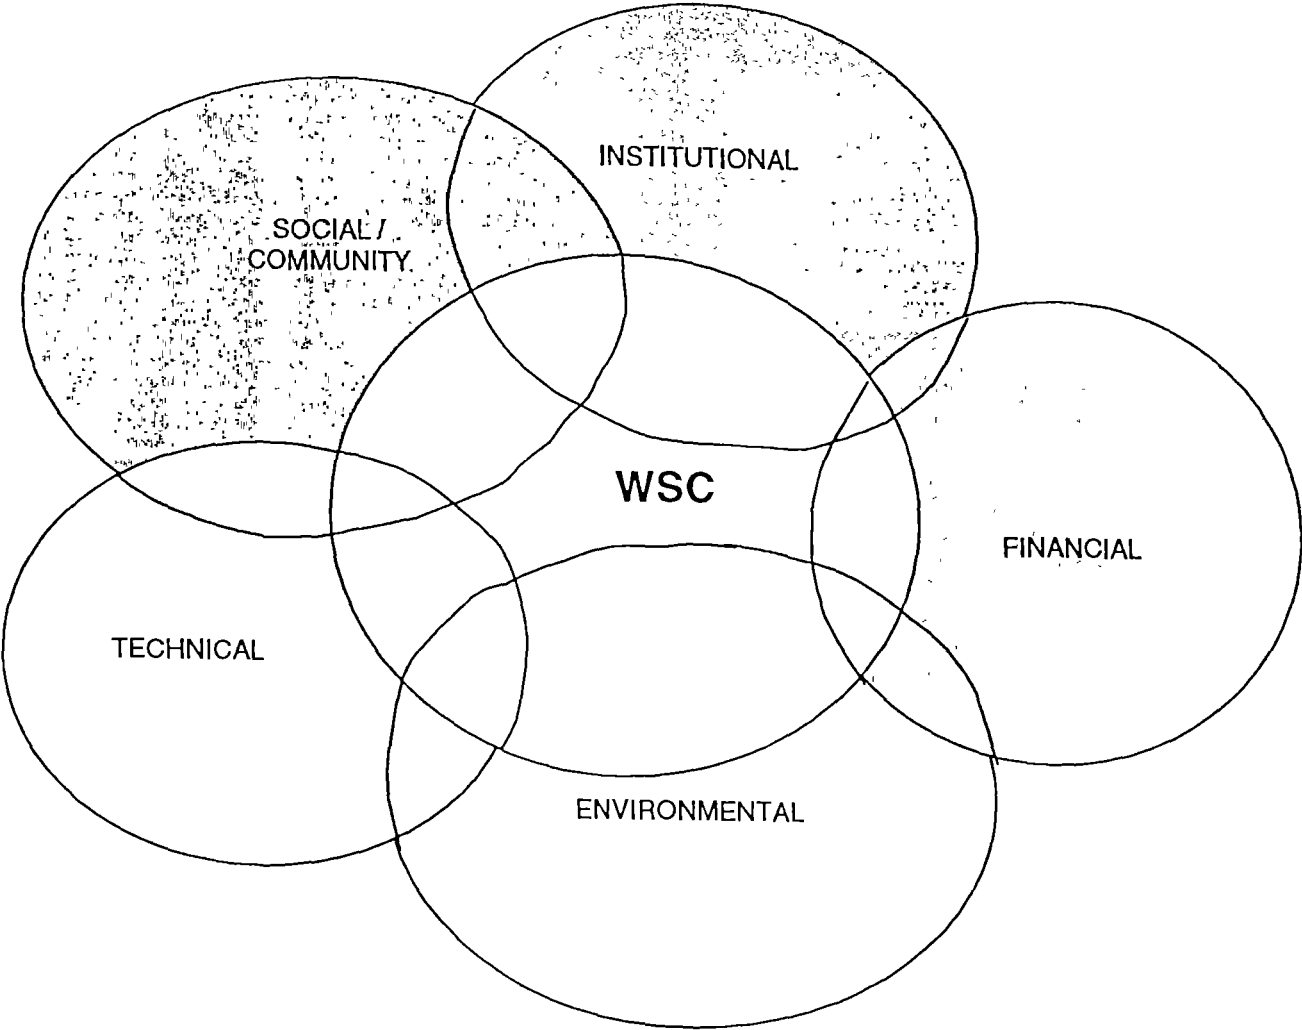 INSTITUTIONAL
SOCIAL/
COMMUNITY
WSC
FINANCIAL
TECHNICAL
ENVIRONMENTAL